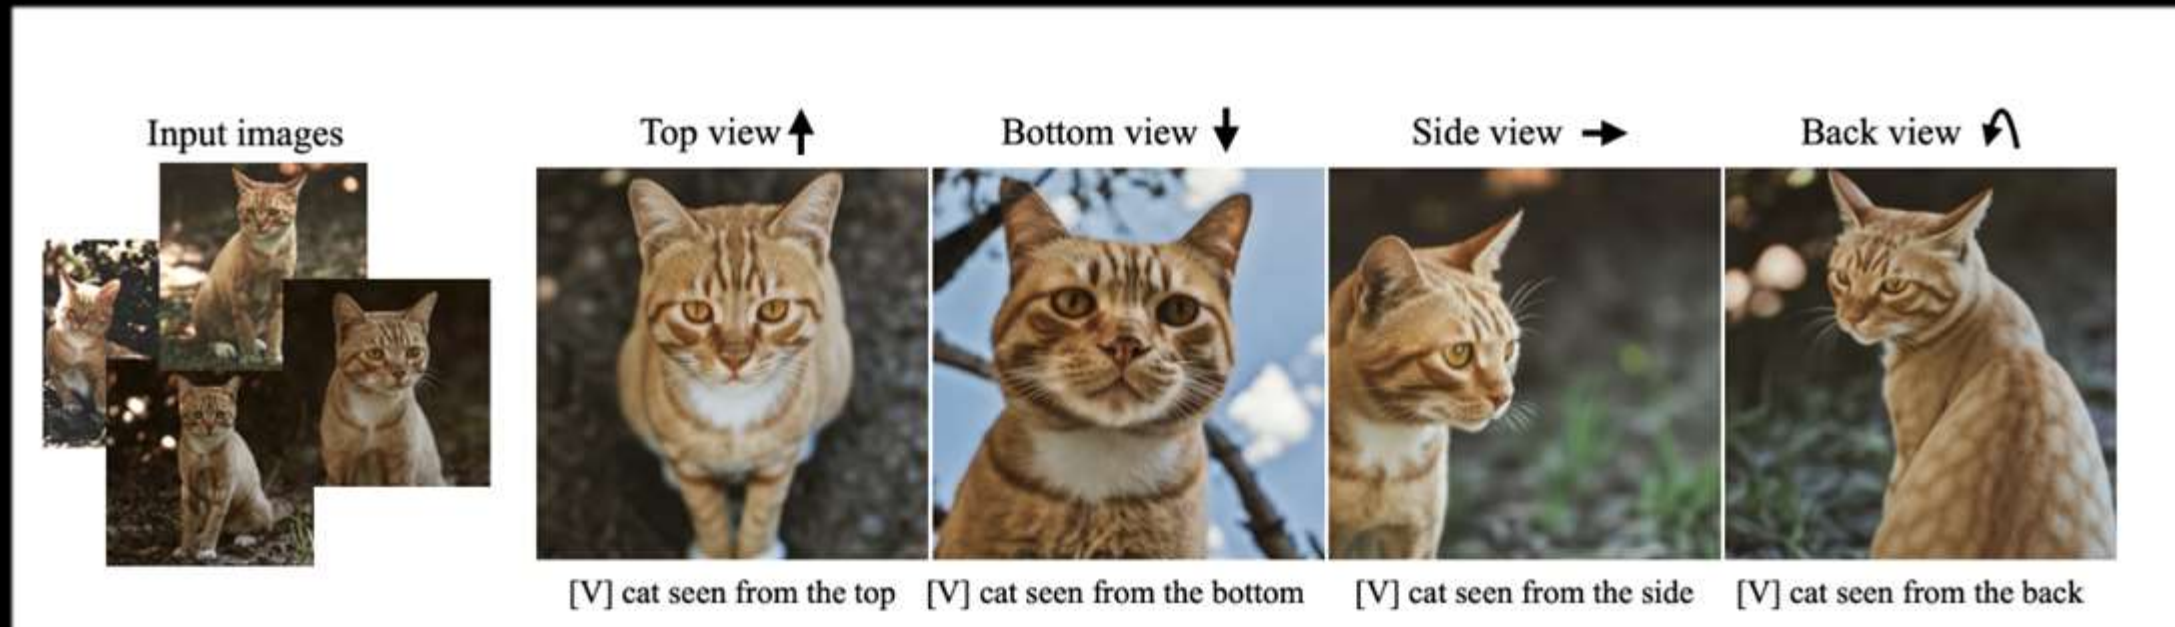 Input images
Top view
Bottom view
Side view
Back view
[V] cat seen from the top
[V] cat seen from the bottom
[V] cat seen from the side
[V] cat seen from the back